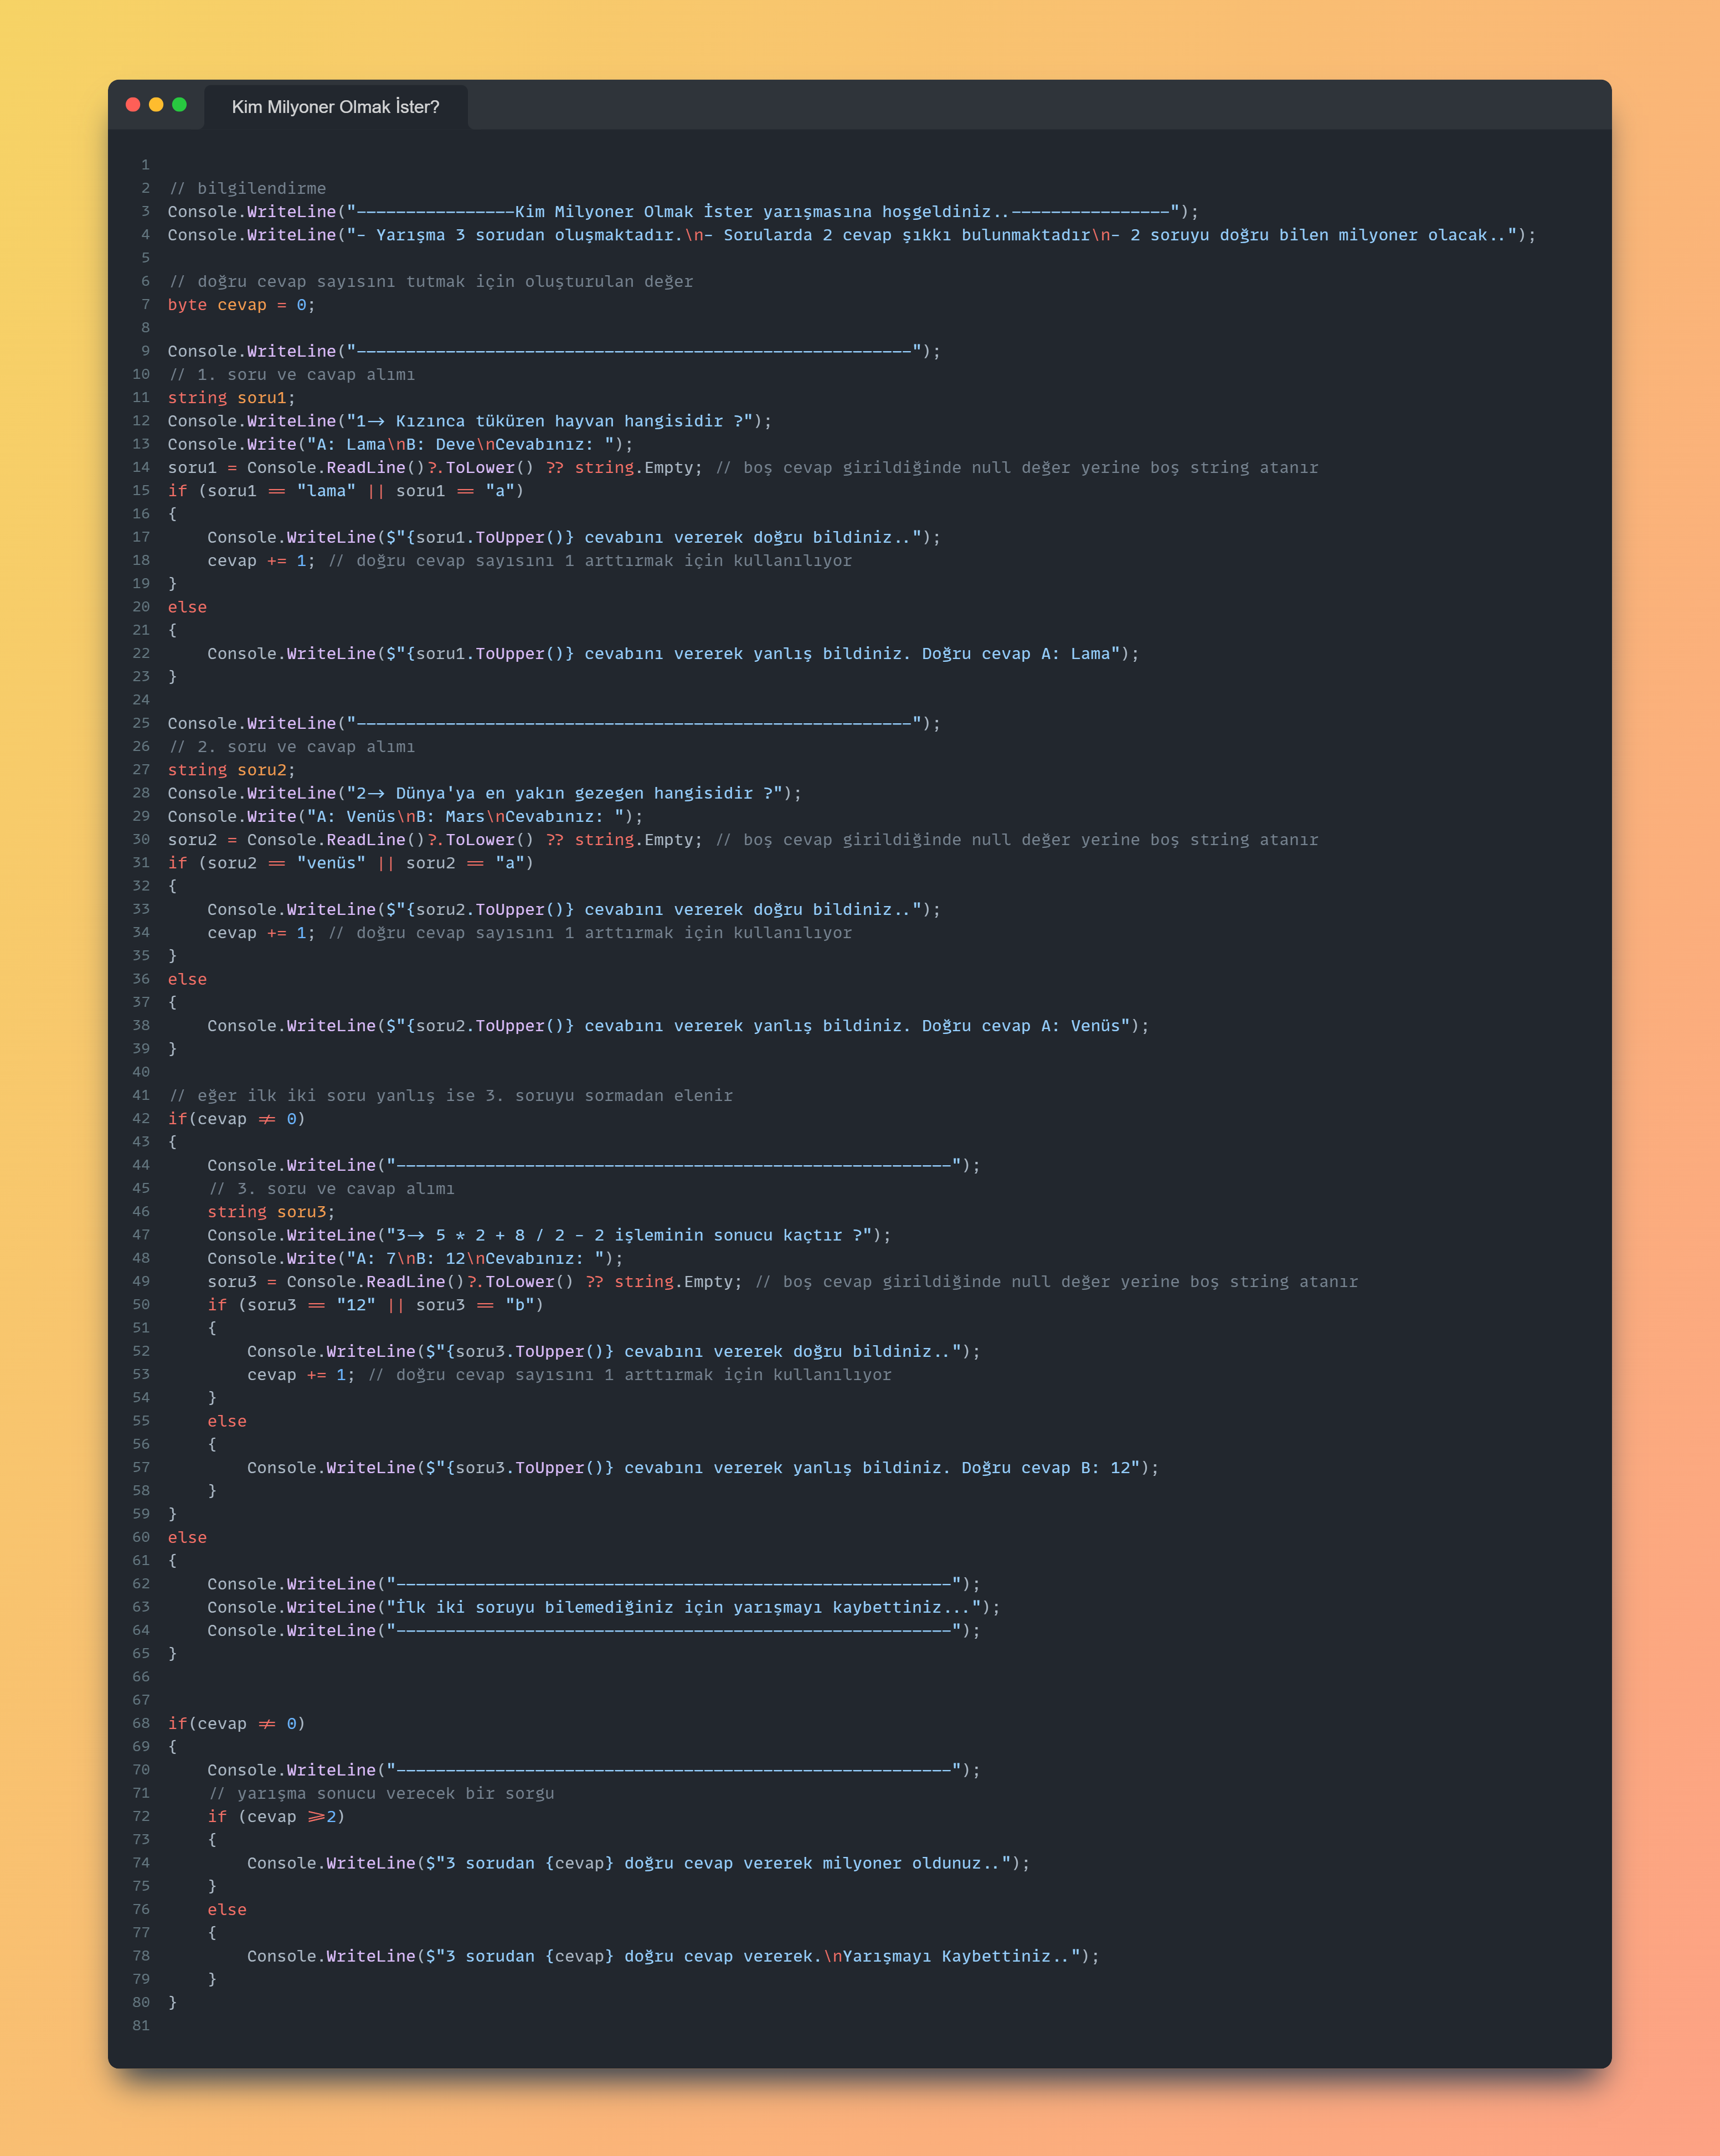 Kim Milyoner Olmak İster?
1
2 // bilgilendirme
3 Console.WriteLine("----------------Kim Milyoner Olmak İster yarışmasına hoşgeldiniz..----------------");
4 Console.WriteLine("- Yarışma 3 sorudan oluşmaktadır.\n- Sorularda 2 cevap şıkkı bulunmaktadır\n- 2 soruyu doğru bilen milyoner olacak..");
5
6 // doğru cevap sayısını tutmak için oluşturulan değer
7 byte cevap = 0;
8
9 Console.WriteLine("--------------------------------------------------------");
10 // 1. soru ve cavap alımı
11 string soru1;
12 Console.WriteLine("1-> Kızınca tüküren hayvan hangisidir ?");
13 Console.Write("A: Lama\nB: Deve\nCevabınız: ");
14 soru1 = Console.ReadLine()?.ToLower() ?? string.Empty; // boş cevap girildiğinde null değer yerine boş string atanır
15 if (soru1 == "lama" || soru1 == "a")
16 {
17     Console.WriteLine($"{soru1.ToUpper()} cevabını vererek doğru bildiniz..");
18     cevap += 1; // doğru cevap sayısını 1 arttırmak için kullanılıyor
19 }
20 else
21 {
22     Console.WriteLine($"{soru1.ToUpper()} cevabını vererek yanlış bildiniz. Doğru cevap A: Lama");
23 }
24
25 Console.WriteLine("--------------------------------------------------------");
26 // 2. soru ve cavap alımı
27 string soru2;
28 Console.WriteLine("2-> Dünya'ya en yakın gezegen hangisidir ?");
29 Console.Write("A: Venüs\nB: Mars\nCevabınız: ");
30 soru2 = Console.ReadLine()?.ToLower() ?? string.Empty; // boş cevap girildiğinde null değer yerine boş string atanır
31 if (soru2 == "venüs" || soru2 == "a")
32 {
33     Console.WriteLine($"{soru2.ToUpper()} cevabını vererek doğru bildiniz..");
34     cevap += 1; // doğru cevap sayısını 1 arttırmak için kullanılıyor
35 }
36 else
37 {
38     Console.WriteLine($"{soru2.ToUpper()} cevabını vererek yanlış bildiniz. Doğru cevap A: Venüs");
39 }
40
41 // eğer ilk iki soru yanlış ise 3. soruyu sormadan elenir
42 if(cevap != 0)
43 {
44     Console.WriteLine("--------------------------------------------------------");
45     // 3. soru ve cavap alımı
46     string soru3;
47     Console.WriteLine("3-> 5 * 2 + 8 / 2 - 2 işleminin sonucu kaçtır ?");
48     Console.Write("A: 7\nB: 12\nCevabınız: ");
49     soru3 = Console.ReadLine()?.ToLower() ?? string.Empty; // boş cevap girildiğinde null değer yerine boş string atanır
50     if (soru3 == "12" || soru3 == "b")
51     {
52         Console.WriteLine($"{soru3.ToUpper()} cevabını vererek doğru bildiniz..");
53         cevap += 1; // doğru cevap sayısını 1 arttırmak için kullanılıyor
54     }
55     else
56     {
57         Console.WriteLine($"{soru3.ToUpper()} cevabını vererek yanlış bildiniz. Doğru cevap B: 12");
58     }
59 }
60 else
61 {
62     Console.WriteLine("--------------------------------------------------------");
63     Console.WriteLine("İlk iki soruyu bilemediğiniz için yarışmayı kaybettiniz...");
64     Console.WriteLine("--------------------------------------------------------");
65 }
66
67
68 if(cevap != 0)
69 {
70     Console.WriteLine("--------------------------------------------------------");
71     // yarışma sonucu verecek bir sorgu
72     if (cevap >=2)
73     {
74         Console.WriteLine($"3 sorudan {cevap} doğru cevap vererek milyoner oldunuz..");
75     }
76     else
77     {
78         Console.WriteLine($"3 sorudan {cevap} doğru cevap vererek.\nYarışmayı Kaybettiniz..");
79     }
80 }
81